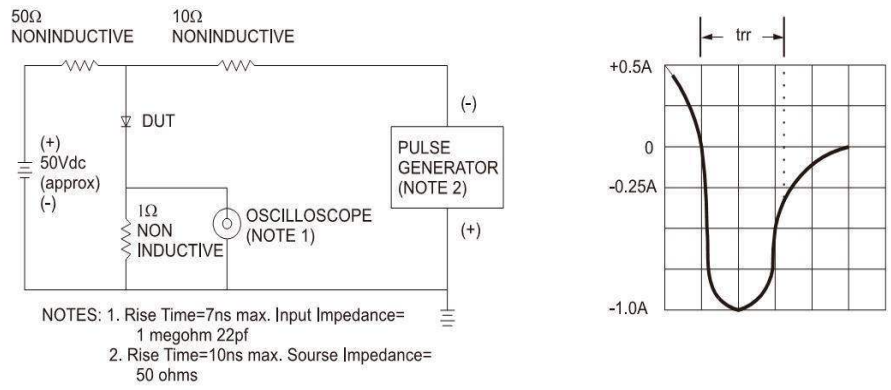 50Ω
NONINDUCTIVE
10Ω
NONINDUCTIVE
DUT
(+)
50Vdc
(approx)
(-)
1Ω
NON
INDUCTIVE
OSCILLOSCOPE
(NOTE 1)
(-)
PULSE
GENERATOR
(NOTE 2)
(+)
NOTES: 1. Rise Time=7ns max. Input Impedance=
1 megohm 22pf
2. Rise Time=10ns max. Sourse Impedance=
50 ohms
trr
+0.5A
0
-0.25A
-1.0A